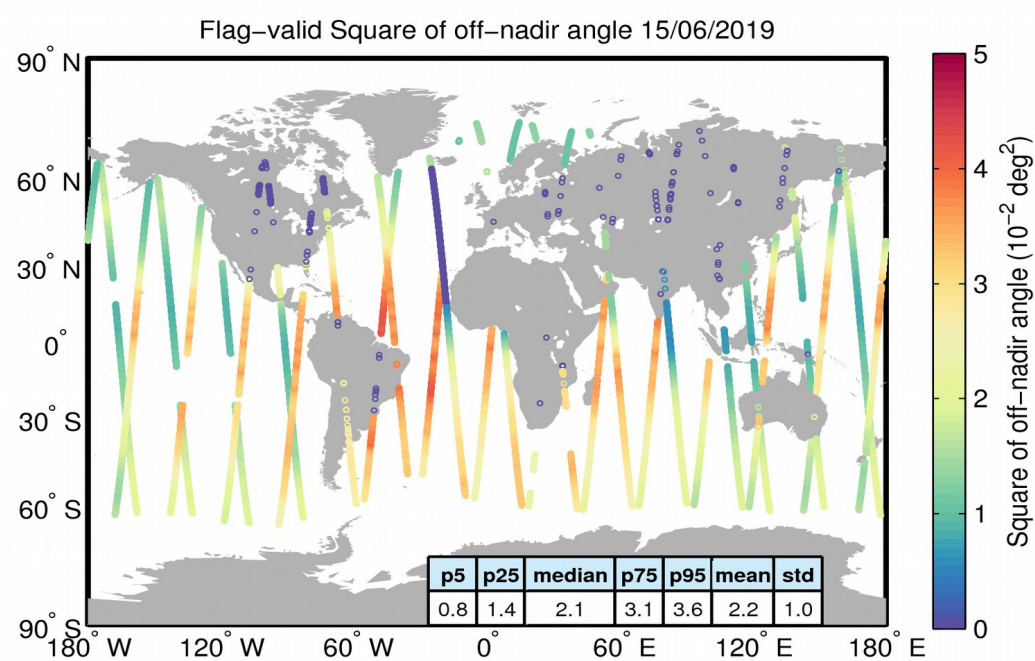 Flag−valid Square of off−nadir angle 15/06/2019
90° N
60° N
30° N
0°
30° S
60° S
90° S
180° W
120° W
60° W
0°
60° E
120° E
180° E
p5 p25 median p75 p95 mean std
0.8 1.4 2.1 3.1 3.6 2.2 1.0
5
4
3
2
1
0
Square of off−nadir angle (10⁻² deg²)